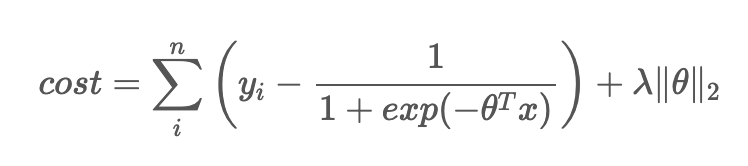 cost = \sum_{i}^{n} \left( y_i - \frac{1}{1 + exp(-\theta^T x)} \right) + \lambda \|\theta\|_2